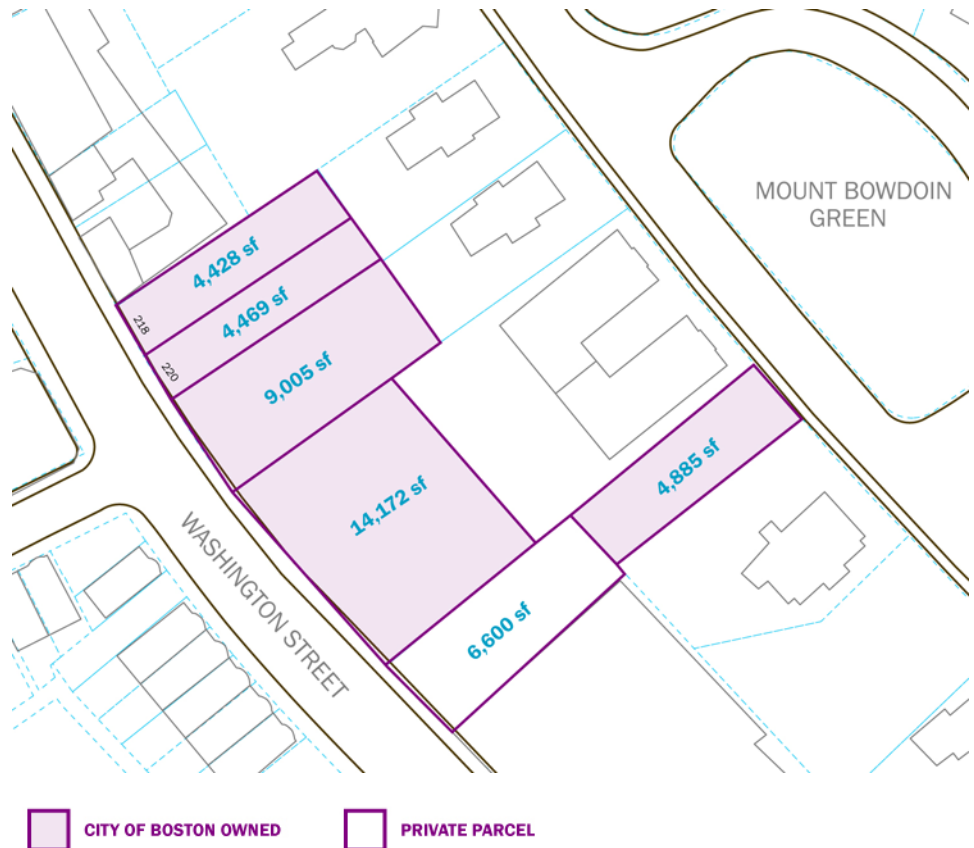 MOUNT BOWDOIN
GREEN
4,428 sf
218
4,469 sf
220
9,005 sf
14,172 sf
4,885 sf
6,600 sf
WASHINGTON STREET
CITY OF BOSTON OWNED
PRIVATE PARCEL